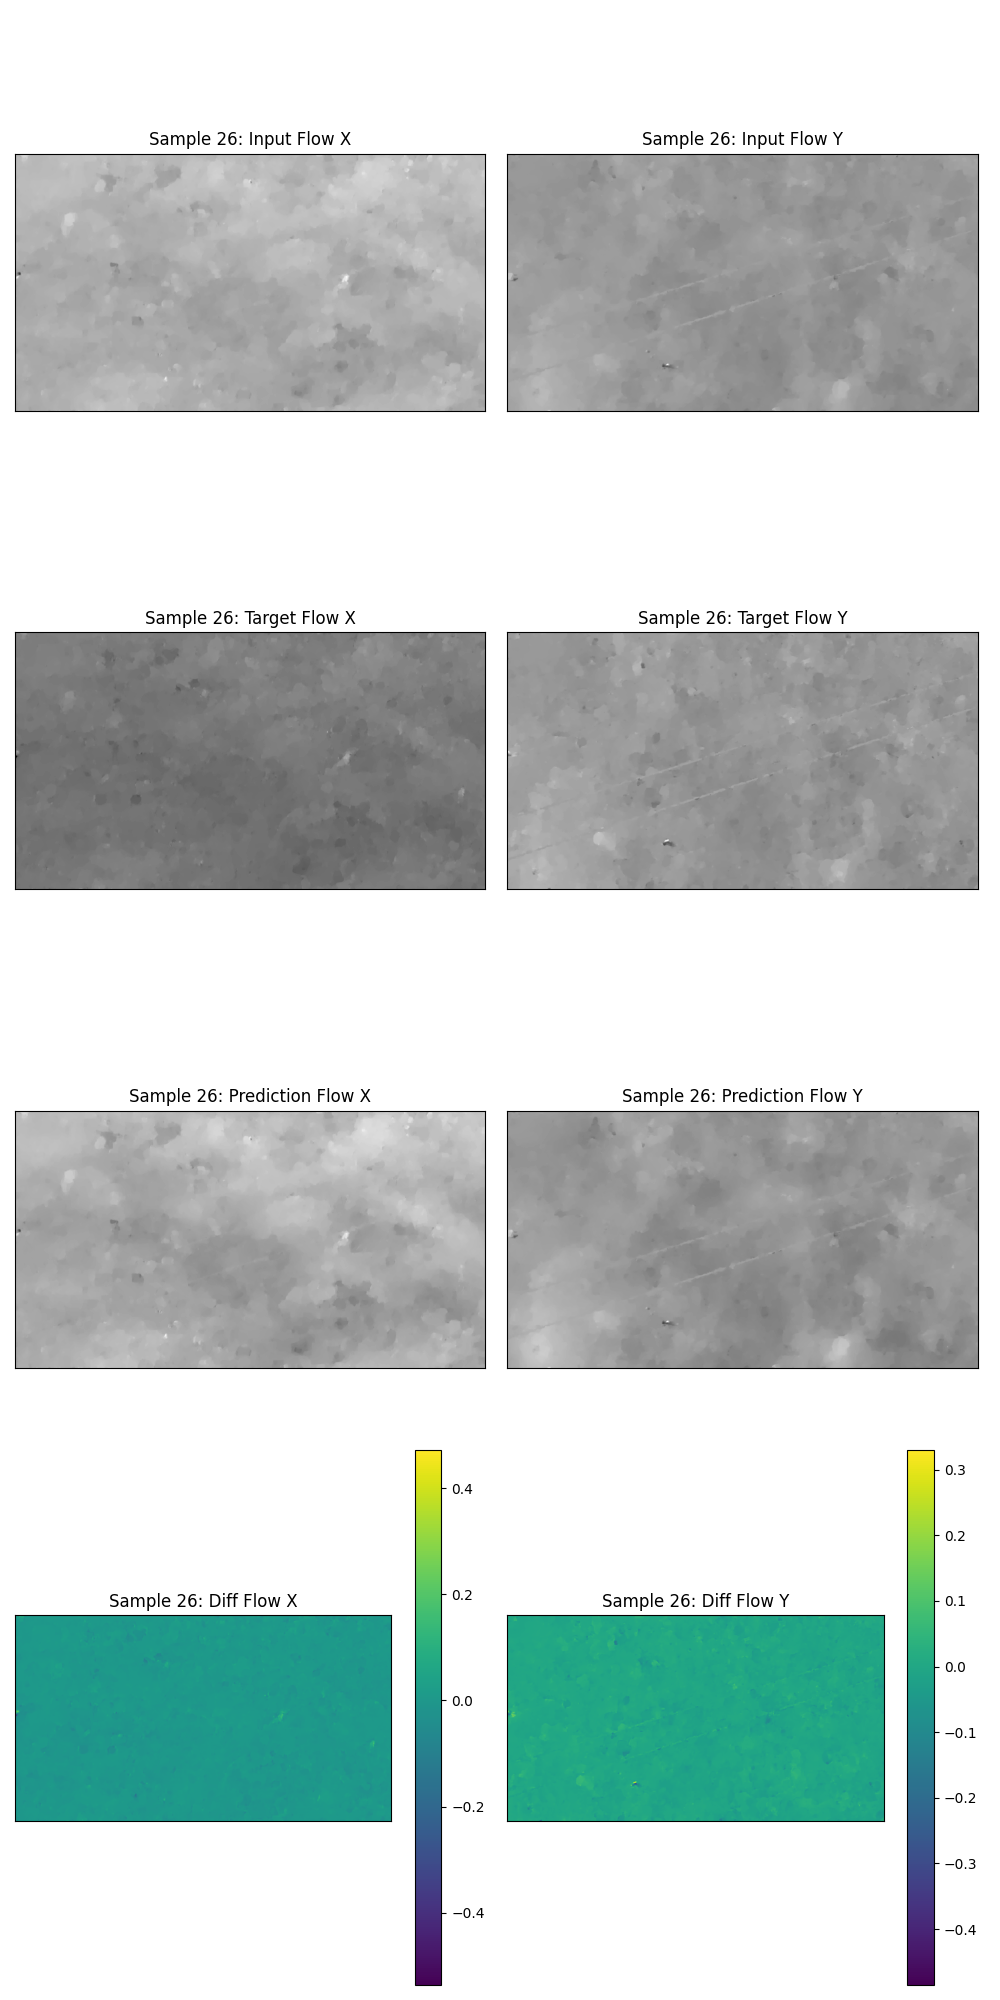 Sample 26: Input Flow X
Sample 26: Input Flow Y
Sample 26: Target Flow X
Sample 26: Target Flow Y
Sample 26: Prediction Flow X
Sample 26: Prediction Flow Y
Sample 26: Diff Flow X
0.4
0.2
0.0
−0.2
−0.4
Sample 26: Diff Flow Y
0.3
0.2
0.1
0.0
−0.1
−0.2
−0.3
−0.4